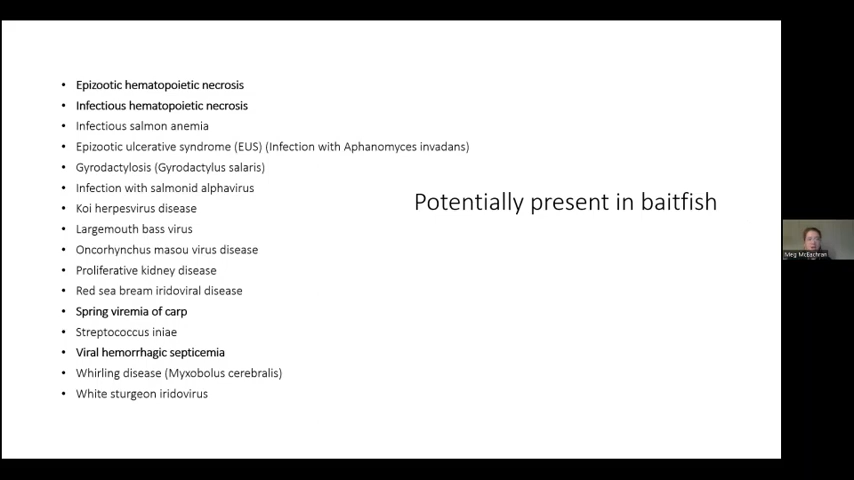 • Epizootic hematopoietic necrosis
• Infectious hematopoietic necrosis
• Infectious salmon anemia
• Epizootic ulcerative syndrome (EUS) (Infection with Aphanomyces invadans)
• Gyrodactylosis (Gyrodactylus salaris)
• Infection with salmonid alphavirus
• Koi herpesvirus disease
• Largemouth bass virus
• Oncorhynchus masou virus disease
• Proliferative kidney disease
• Red sea bream iridoviral disease
• Spring viremia of carp
• Streptococcus iniae
• Viral hemorrhagic septicemia
• Whirling disease (Myxobolus cerebralis)
• White sturgeon iridovirus
Potentially present in baitfish
Meg McEachran